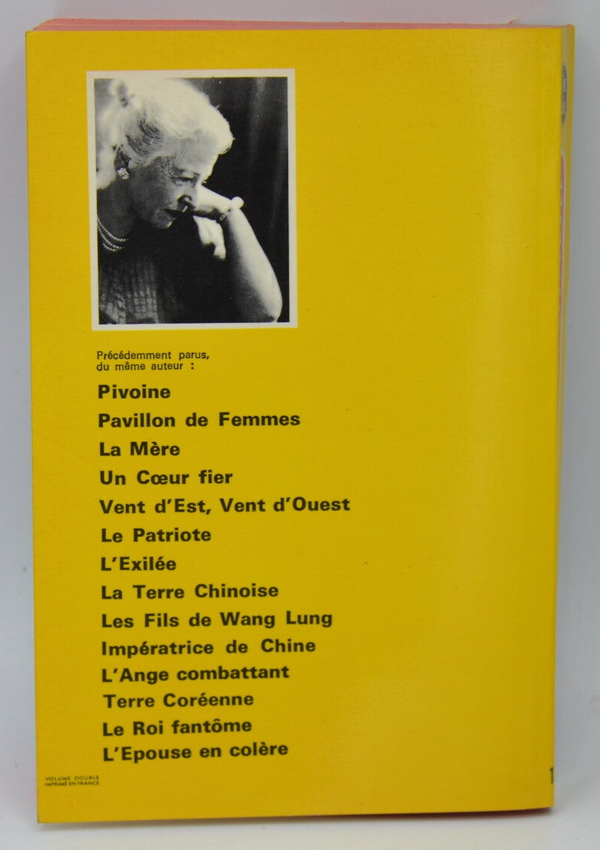 Précédemment parus,
du même auteur :
Pivoine
Pavillon de Femmes
La Mère
Un Cœur fier
Vent d'Est, Vent d'Ouest
Le Patriote
L'Exilée
La Terre Chinoise
Les Fils de Wang Lung
Impératrice de Chine
L'Ange combattant
Terre Coréenne
Le Roi fantôme
L'Epouse en colère
VOLUME DOUBLE
IMPRIMÉ EN FRANCE